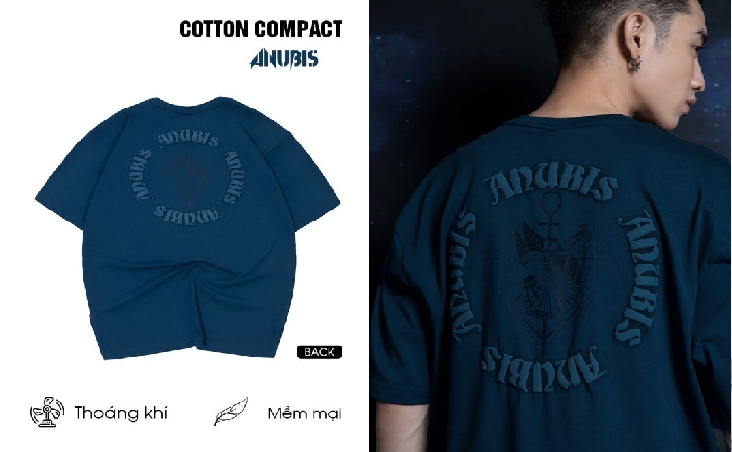 COTTON COMPACT
ANUBIS
ANUBIS
ANUBIS
ANUBIS
ANUBIS
BACK
Thoáng khí
Mềm mại
ANUBIS
ANUBIS
ANUBIS
ANUBIS